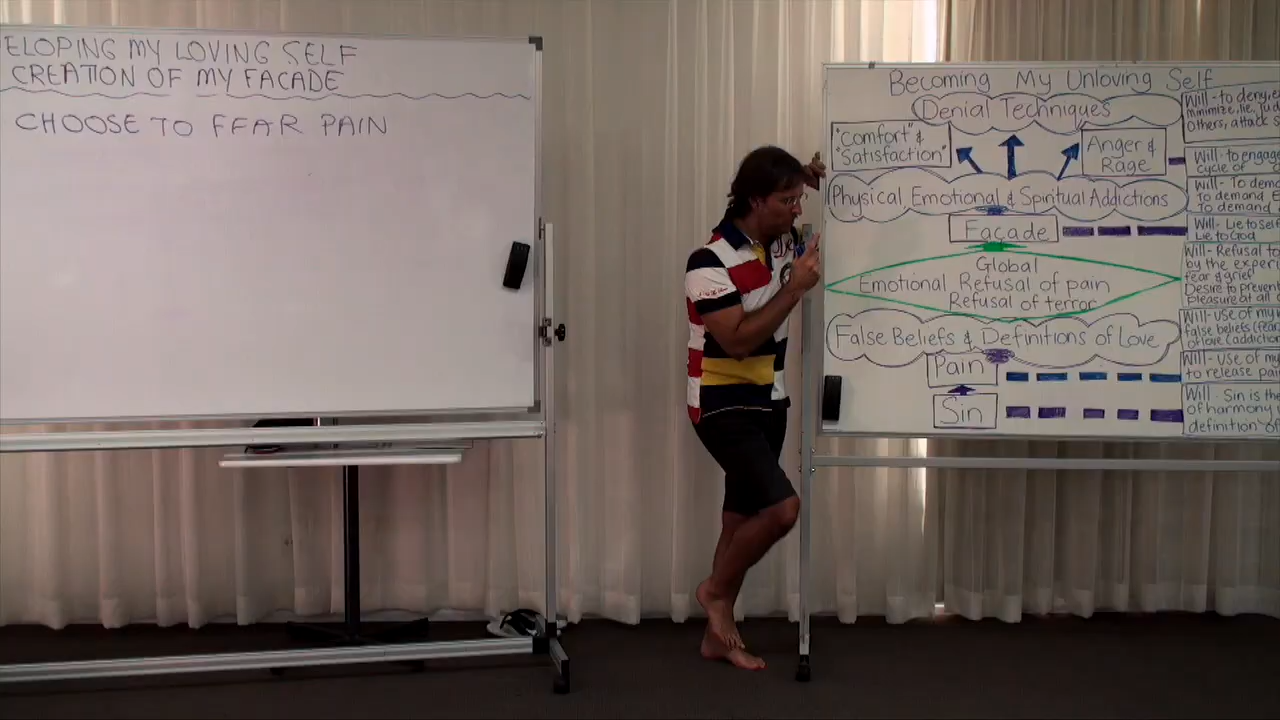 ELOPING MY LOVING SELF
CREATION OF MY FACADE
CHOOSE TO FEAR PAIN
Becoming My Unloving Self
Denial Techniques
"Comfort" &
"Satisfaction"
Anger &
Rage
Physical, Emotional & Spiritual Addictions
Façade
Global
Emotional Refusal of pain
Refusal of terror
False Beliefs & Definitions of Love
Pain
Sin
Will - to deny,
minimize, lie,
Others, attack
Will - to engage
cycle of
Will - To
To demand
To demand
Will - Lie to Self
Lie to God
Will - Refusal to
by the
fear & grief
Desire to prevent
pleasure at all
Will - use of my
false beliefs
of love
Will - use of my
to release
Will - Sin is the
of harmony
definition of